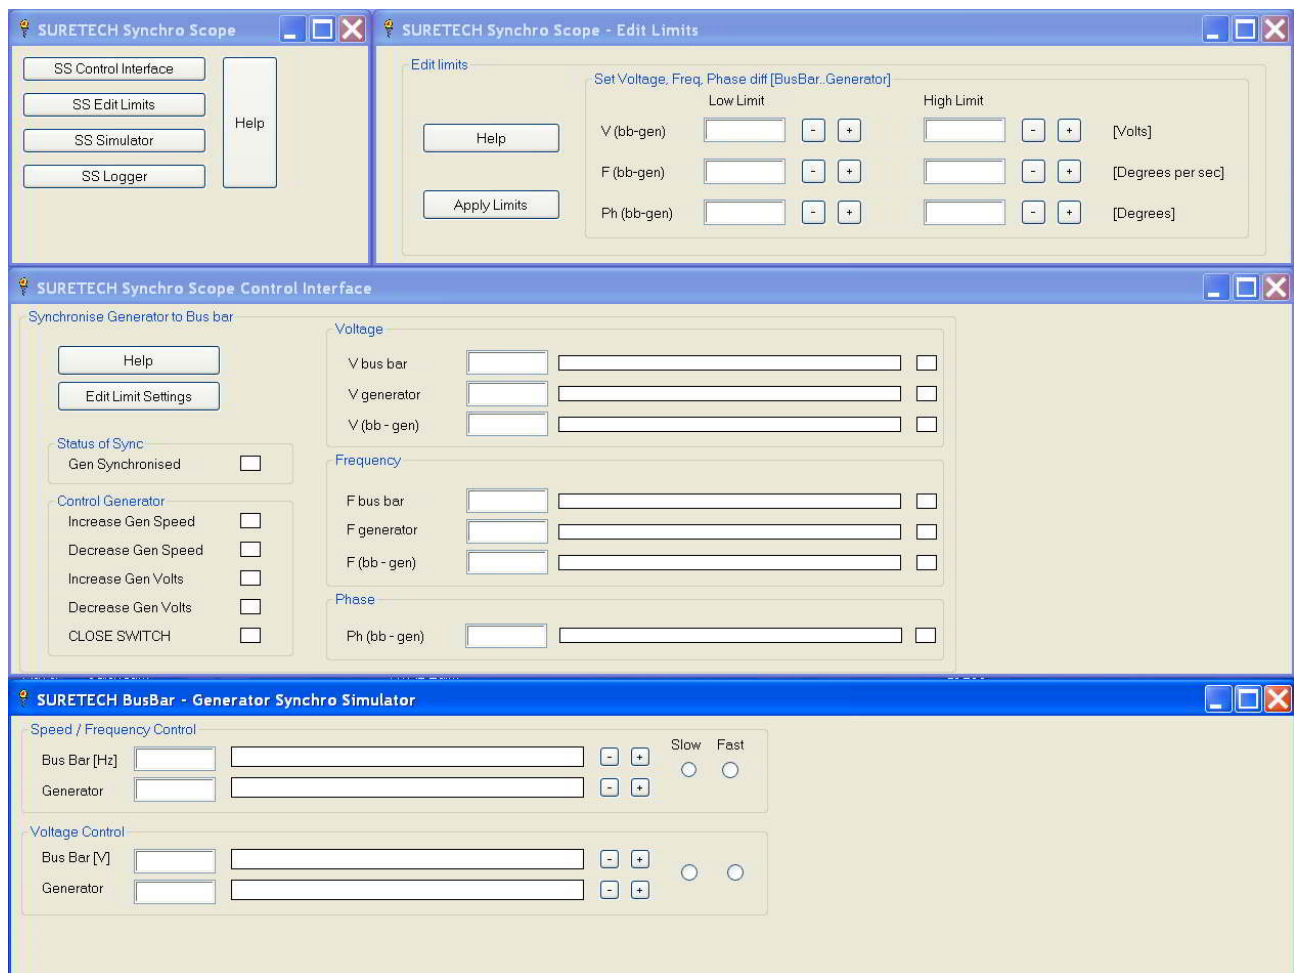 SURETECH Synchro Scope
SS Control Interface
SS Edit Limits
SS Simulator
SS Logger
Help
SURETECH Synchro Scope - Edit Limits
Edit limits
Help
Apply Limits
Set Voltage, Freq, Phase diff [BusBar..Generator]
Low Limit High Limit
V (bb-gen) - + - + [Volts]
F (bb-gen) - + - + [Degrees per sec]
Ph (bb-gen) - + - + [Degrees]
SURETECH Synchro Scope Control Interface
Synchronise Generator to Bus bar
Help
Edit Limit Settings
Status of Sync
Gen Synchronised
Control Generator
Increase Gen Speed
Decrease Gen Speed
Increase Gen Volts
Decrease Gen Volts
CLOSE SWITCH
Voltage
V bus bar
V generator
V (bb - gen)
Frequency
F bus bar
F generator
F (bb - gen)
Phase
Ph (bb - gen)
SURETECH BusBar - Generator Synchro Simulator
Speed / Frequency Control
Slow Fast
Bus Bar [Hz] - +
Generator - +
Voltage Control
Bus Bar [V] - +
Generator - +